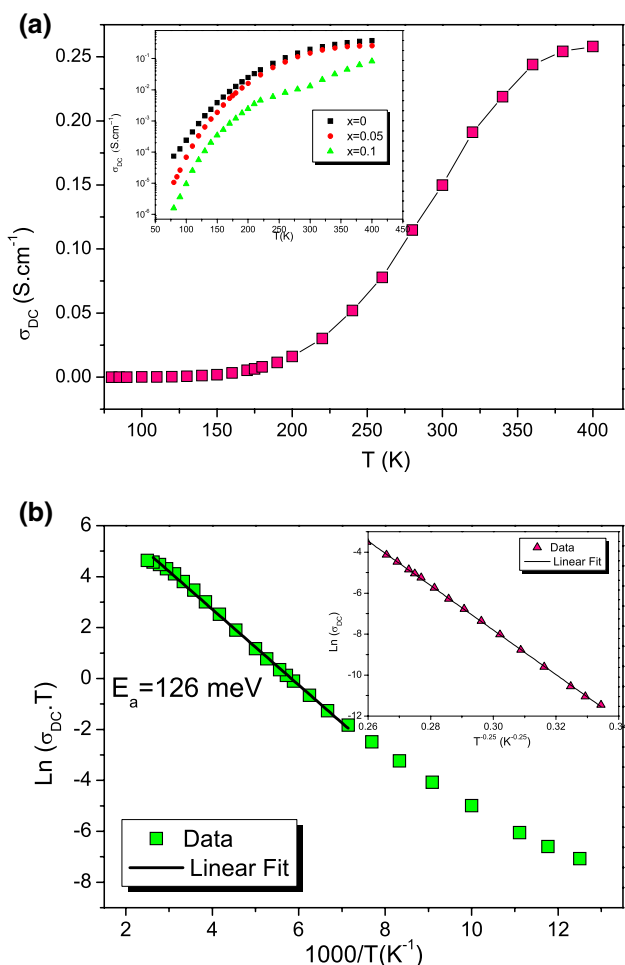 (a)
σDC (S.cm-1)
0.25
0.20
0.15
0.10
0.05
0.00
100 150 200 250 300 350 400
T (K)
σDC (S.cm-1)
10-1
10-2
10-3
10-4
10-5
10-6
x=0
x=0.05
x=0.1
50 100 150 200 250 300 350 400 450
T(K)
(b)
Ln (σDC.T)
6
4
2
0
-2
-4
-6
-8
Ea=126 meV
Data
Linear Fit
2 4 6 8 10 12
1000/T(K-1)
Ln (σDC)
-4
-6
-8
-10
-12
Data
Linear Fit
0.26 0.28 0.30 0.32 0.34
T-0.25 (K-0.25)